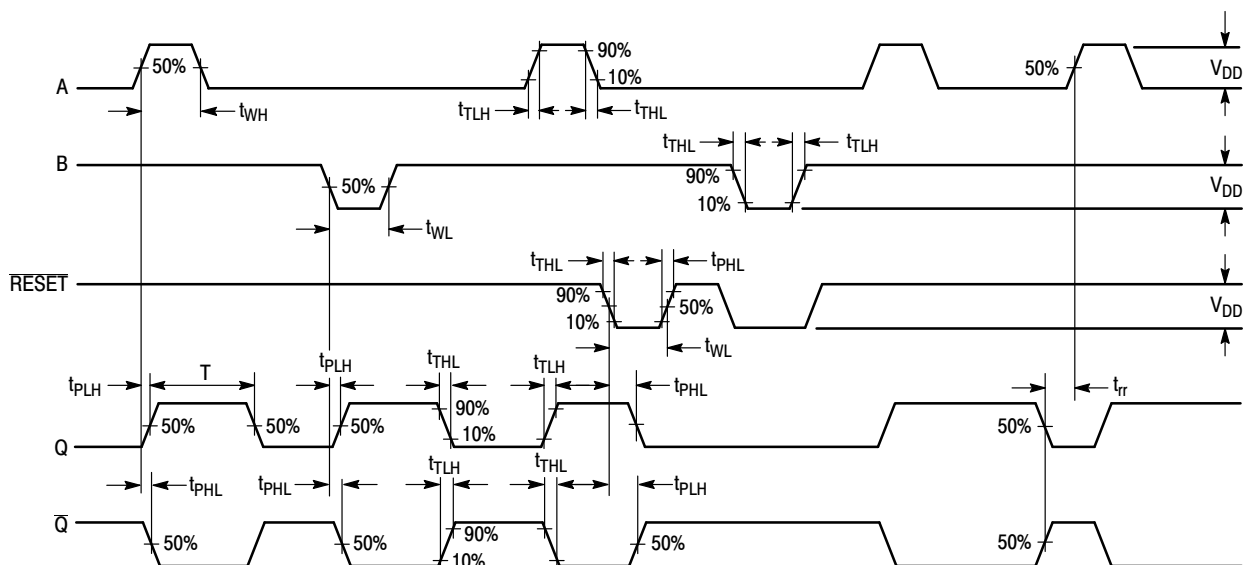 50%
90%
50%
10%
V_DD
A
t_WH
t_TLH
t_THL
t_THL
t_TLH
B
50%
90%
V_DD
10%
t_WL
t_THL
t_PHL
RESET
90%
50%
10%
V_DD
t_WL
t_PLH
t_THL
t_TLH
t_PLH
T
t_PHL
t_rr
90%
50%
50%
50%
50%
10%
Q
t_TLH
t_THL
t_PHL
t_PHL
t_PLH
Q
90%
50%
50%
50%
50%
10%